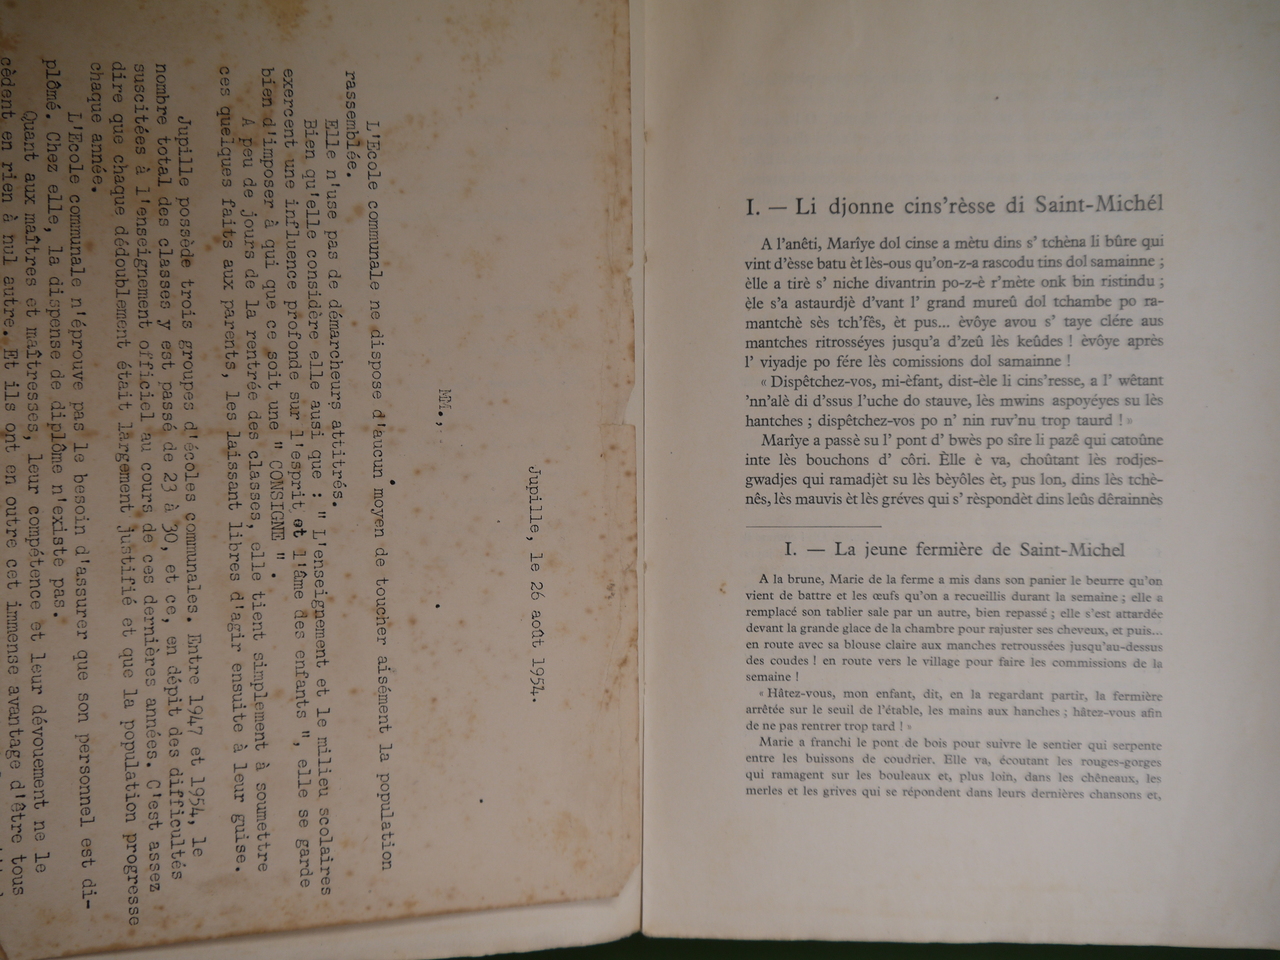 Jupille, le 26 août 1954.
MM.,
L'Ecole communale ne dispose d'aucun moyen de toucher aisément la population
rassemblée.
Elle n'use pas de démarcheurs attitrés.
Bien qu'elle considère elle ausi que : " L'enseignement et le milieu scolaires
exercent une influence profonde sur l'esprit et l'âme des enfants ", elle se garde
bien d'imposer à qui que ce soit une " CONSIGNE ".
A peu de jours de la rentrée des classes, elle tient simplement à soumettre
ces quelques faits aux parents, les laissant libres d'agir ensuite à leur guise.
Jupille possède trois groupes d'écoles communales. Entre 1947 et 1954, le
nombre total des classes y est passé de 23 à 30, et ce, en dépit des difficultés
suscitées à l'enseignement officiel au cours de ces dernières années. C'est assez
dire que chaque dédoublement était largement justifié et que la population progresse
chaque année.
L'Ecole communale n'éprouve pas le besoin d'assurer que son personnel est di-
plômé. Chez elle, la dispense de diplôme n'existe pas.
Quant aux maîtres et maîtresses, leur compétence et leur dévouement ne le
cèdent en rien à nul autre. Et ils ont en outre cet immense avantage d'être tous
I. — Li djonne cins'rèsse di Saint-Michél
A l'anêti, Marîye dol cinse a mètu dins s' tchèna li bûre qui
vint d'èsse batu èt lès-ous qu'on-z-a rascodu tins dol samainne ;
èlle a tirè s' niche divantrin po-z-è r'mète onk bin ristindu ;
èle s'a astaurdjè d'vant l' grand mureû dol tchambe po ra-
mantchè sès tch'fès, èt pus... èvôye avou s' taye clére aus
mantches ritrosséyes jusqu'a d'zeû lès keûdes ! èvôye après
l' viyadje po fére lès comissions dol samainne !
« Dispêtchez-vos, mi-èfant, dist-èle li cins'resse, a l' wêtant
'nn'alè di d'ssus l'uche do stauve, lès mwins aspoyéyes su lès
hantches ; dispêtchez-vos po n' nin ruv'nu trop taurd ! »
Marîye a passè su l' pont d' bwès po sîre li pazê qui catoûne
inte lès bouchons d' côri. Èlle è va, choûtant lès rodjes-
gwadjes qui ramadjèt su lès bèyôles èt, pus lon, dins lès tchè-
nês, lès mauvis èt lès gréves qui s' rèspondèt dins leûs dêrainnès
I. — La jeune fermière de Saint-Michel
A la brune, Marie de la ferme a mis dans son panier le beurre qu'on
vient de battre et les œufs qu'on a recueillis durant la semaine ; elle a
remplacé son tablier sale par un autre, bien repassé ; elle s'est attardée
devant la grande glace de la chambre pour rajuster ses cheveux, et puis...
en route avec sa blouse claire aux manches retroussées jusqu'au-dessus
des coudes ! en route vers le village pour faire les commissions de la
semaine !
« Hâtez-vous, mon enfant, dit, en la regardant partir, la fermière
arrêtée sur le seuil de l'étable, les mains aux hanches ; hâtez-vous afin
de ne pas rentrer trop tard ! »
Marie a franchi le pont de bois pour suivre le sentier qui serpente
entre les buissons de coudrier. Elle va, écoutant les rouges-gorges
qui ramagent sur les bouleaux et, plus loin, dans les chêneaux, les
merles et les grives qui se répondent dans leurs dernières chansons et,